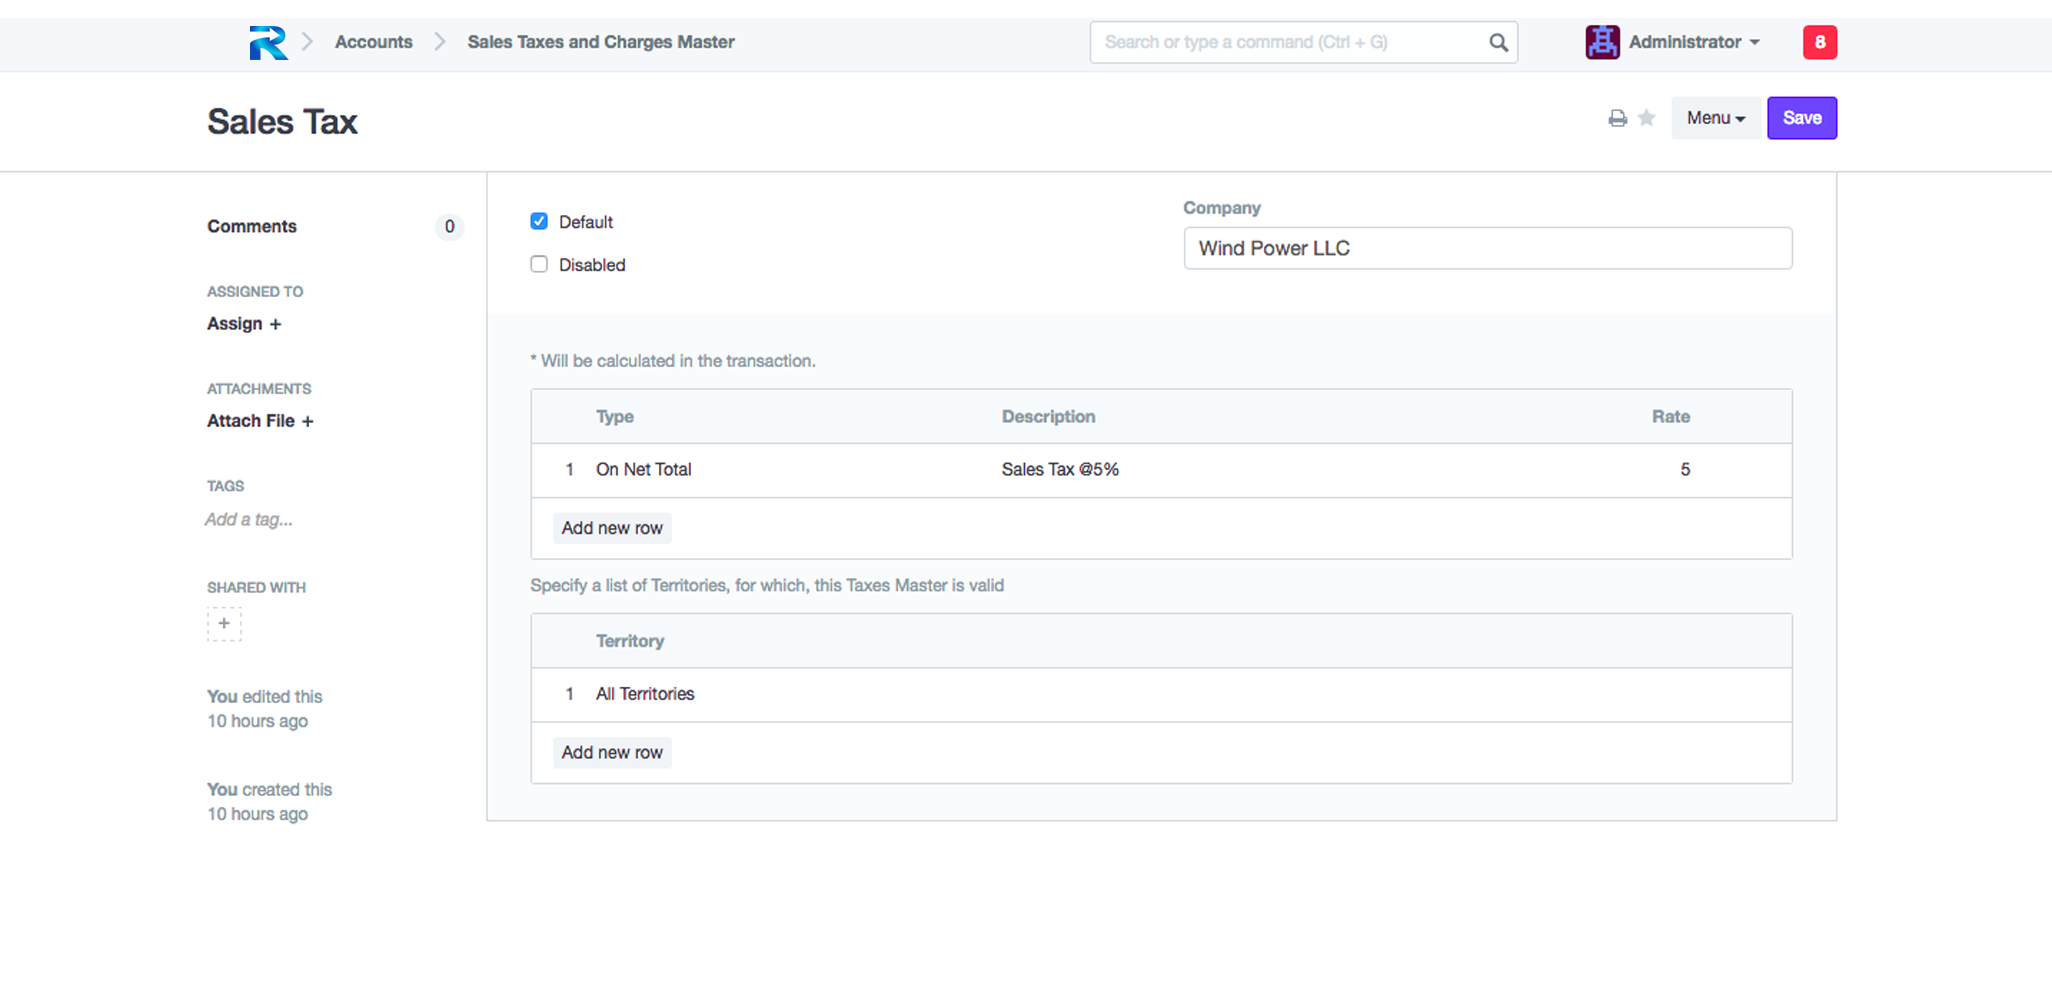 Accounts
Sales Taxes and Charges Master
Search or type a command (Ctrl + G)
Administrator
8
Sales Tax
Menu
Save
Comments 0
ASSIGNED TO
Assign +
ATTACHMENTS
Attach File +
TAGS
Add a tag...
SHARED WITH
+
You edited this
10 hours ago
You created this
10 hours ago
Default
Disabled
Company
Wind Power LLC
* Will be calculated in the transaction.
Type Description Rate
1 On Net Total Sales Tax @5% 5
Add new row
Specify a list of Territories, for which, this Taxes Master is valid
Territory
1 All Territories
Add new row